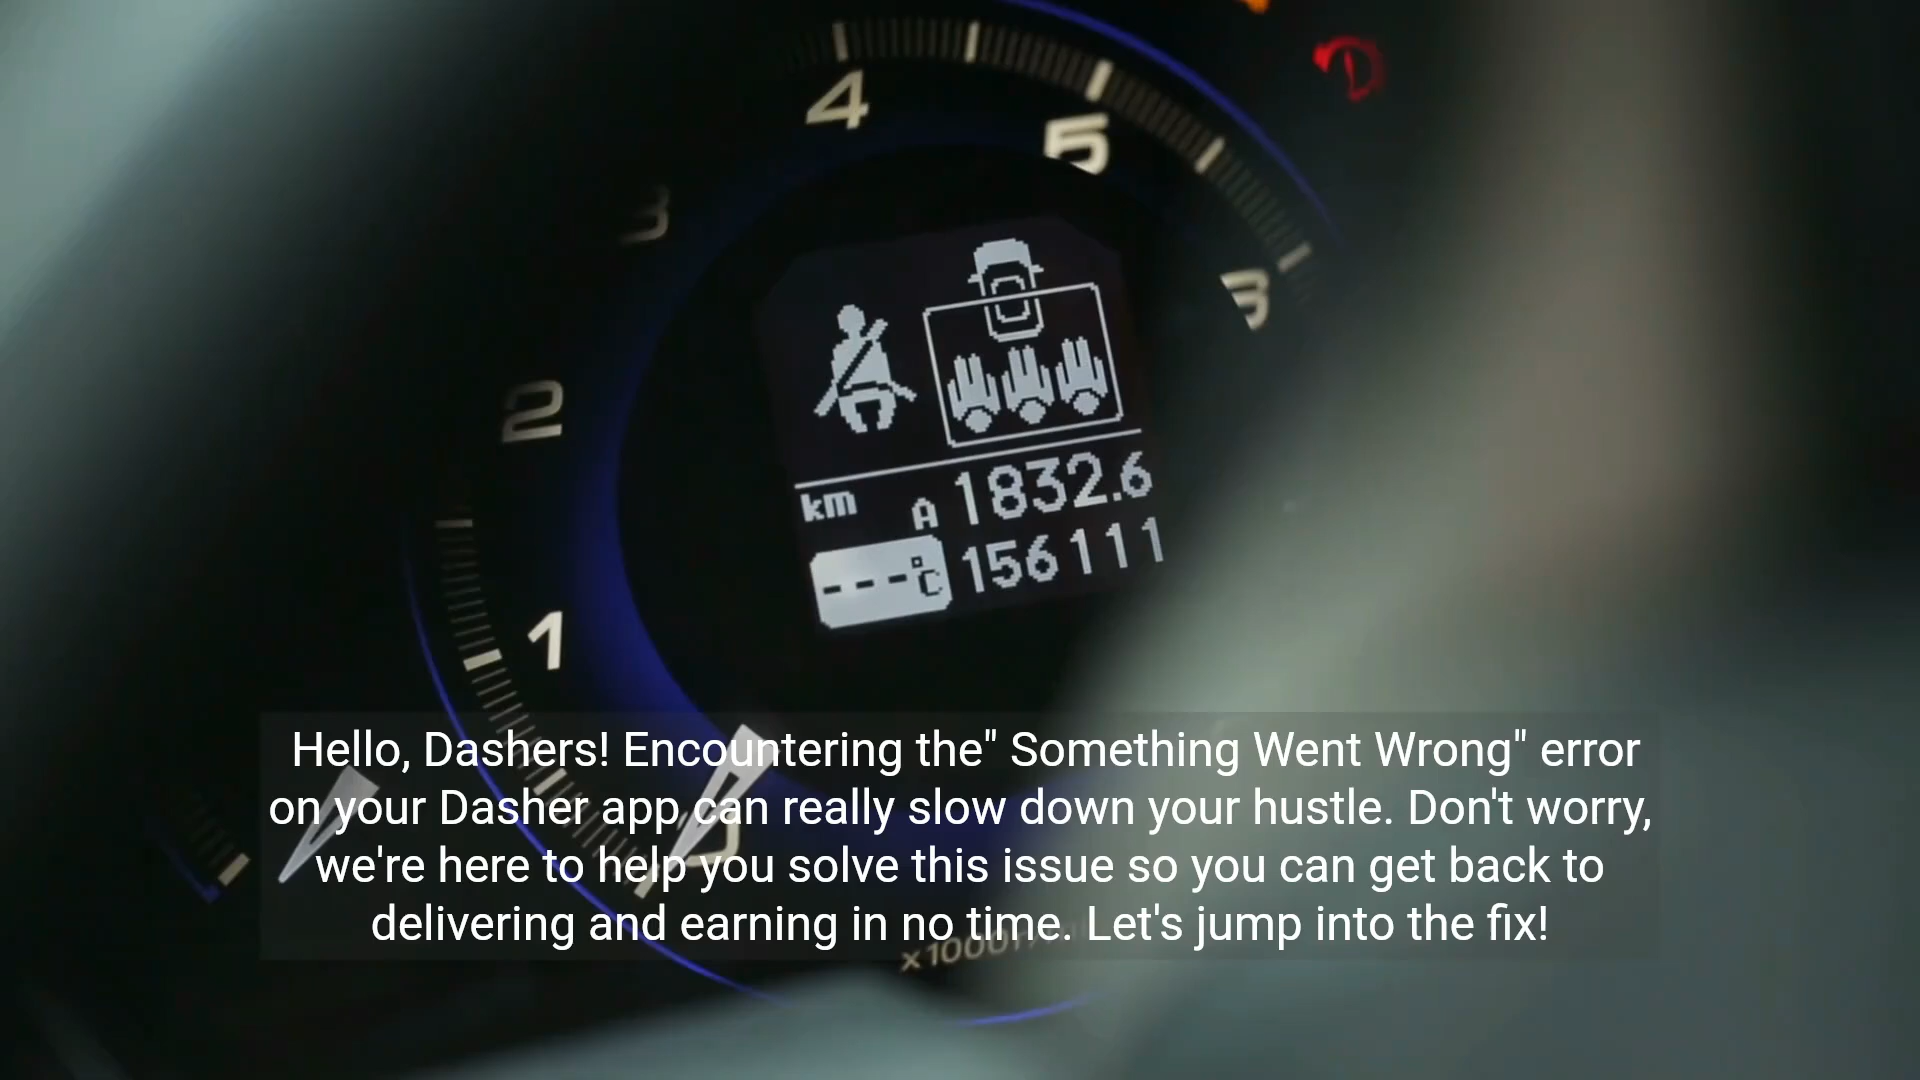 4
5
3
3
2
km A 1832.6
---°C 156111
1
Hello, Dashers! Encountering the" Something Went Wrong" error
on your Dasher app can really slow down your hustle. Don't worry,
we're here to help you solve this issue so you can get back to
delivering and earning in no time. Let's jump into the fix!